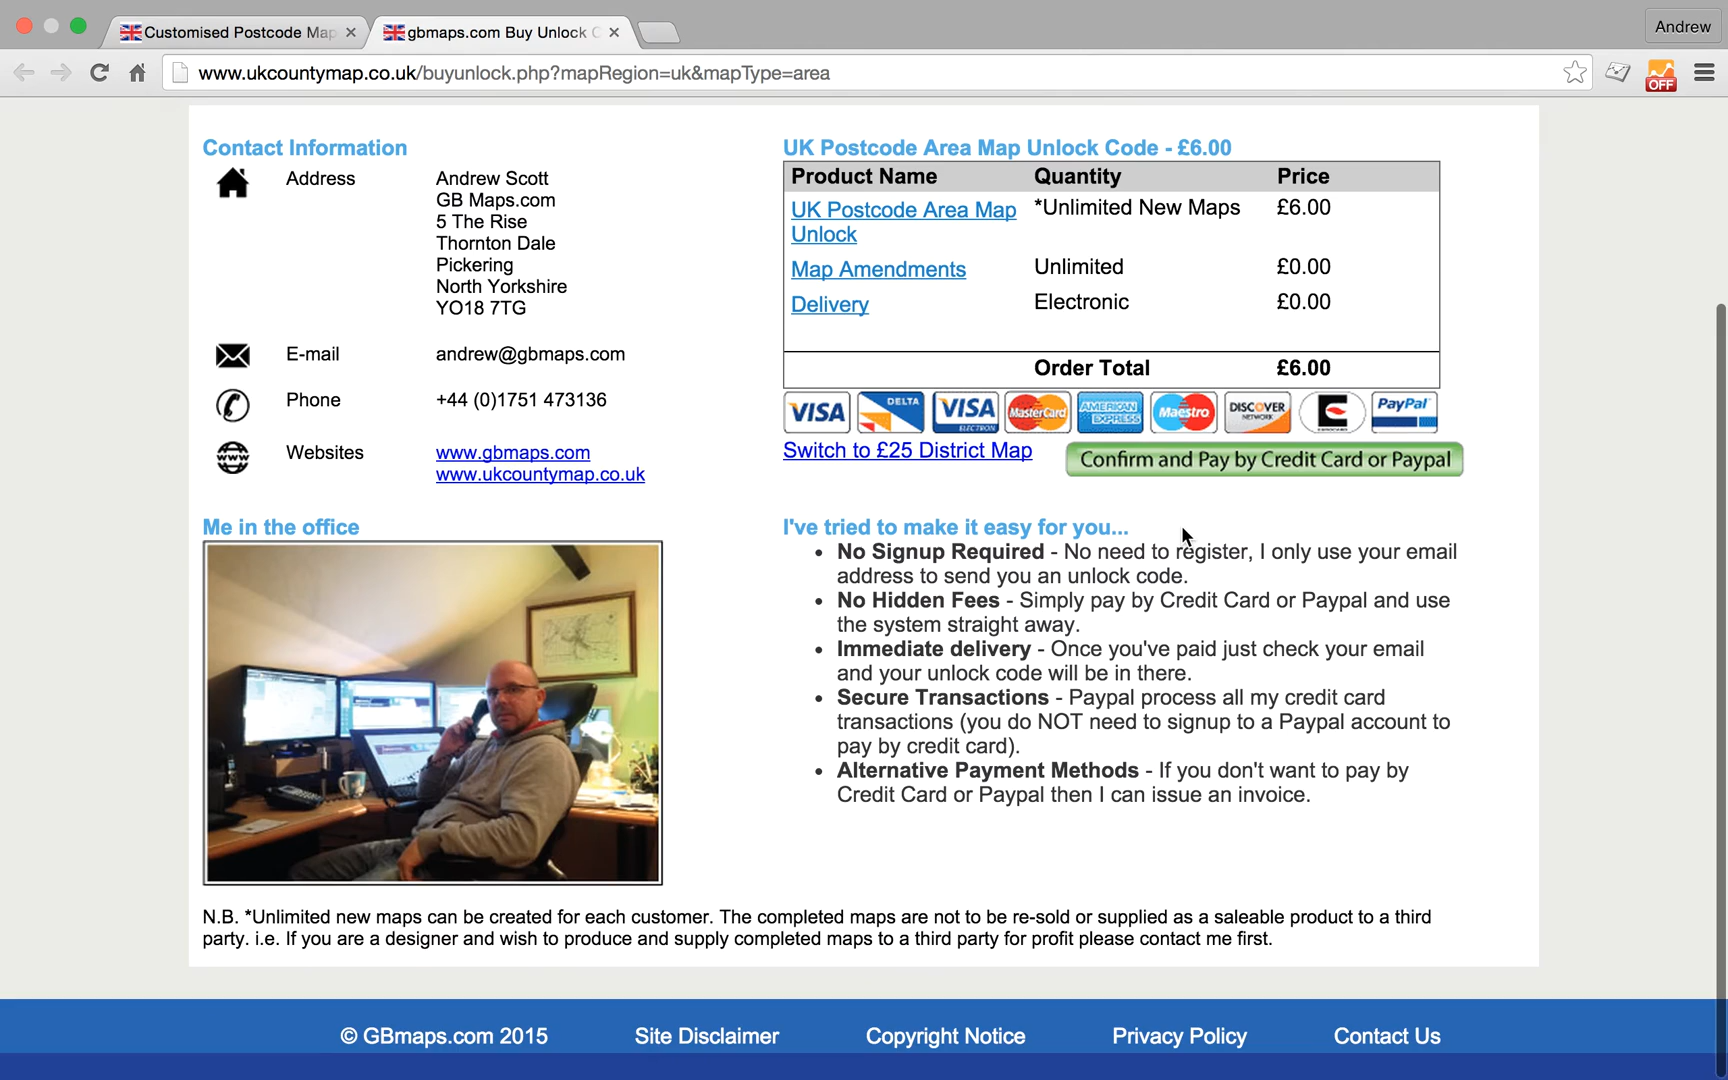 Customised Postcode Map
gbmaps.com Buy Unlock C
Andrew
www.ukcountymap.co.uk/buyunlock.php?mapRegion=uk&mapType=area
OFF
Contact Information
Address
Andrew Scott
GB Maps.com
5 The Rise
Thornton Dale
Pickering
North Yorkshire
YO18 7TG
E-mail
andrew@gbmaps.com
Phone
+44 (0)1751 473136
Websites
www.gbmaps.com
www.ukcountymap.co.uk
Me in the office
UK Postcode Area Map Unlock Code - £6.00
Product Name Quantity Price
UK Postcode Area Map *Unlimited New Maps £6.00
Unlock
Map Amendments Unlimited £0.00
Delivery Electronic £0.00
Order Total £6.00
VISA DELTA VISA ELECTRON MasterCard AMERICAN EXPRESS Maestro DISCOVER NETWORK PayPal
Switch to £25 District Map
Confirm and Pay by Credit Card or Paypal
I've tried to make it easy for you...
• No Signup Required - No need to register, I only use your email
address to send you an unlock code.
• No Hidden Fees - Simply pay by Credit Card or Paypal and use
the system straight away.
• Immediate delivery - Once you've paid just check your email
and your unlock code will be in there.
• Secure Transactions - Paypal process all my credit card
transactions (you do NOT need to signup to a Paypal account to
pay by credit card).
• Alternative Payment Methods - If you don't want to pay by
Credit Card or Paypal then I can issue an invoice.
N.B. *Unlimited new maps can be created for each customer. The completed maps are not to be re-sold or supplied as a saleable product to a third
party. i.e. If you are a designer and wish to produce and supply completed maps to a third party for profit please contact me first.
© GBmaps.com 2015 Site Disclaimer Copyright Notice Privacy Policy Contact Us